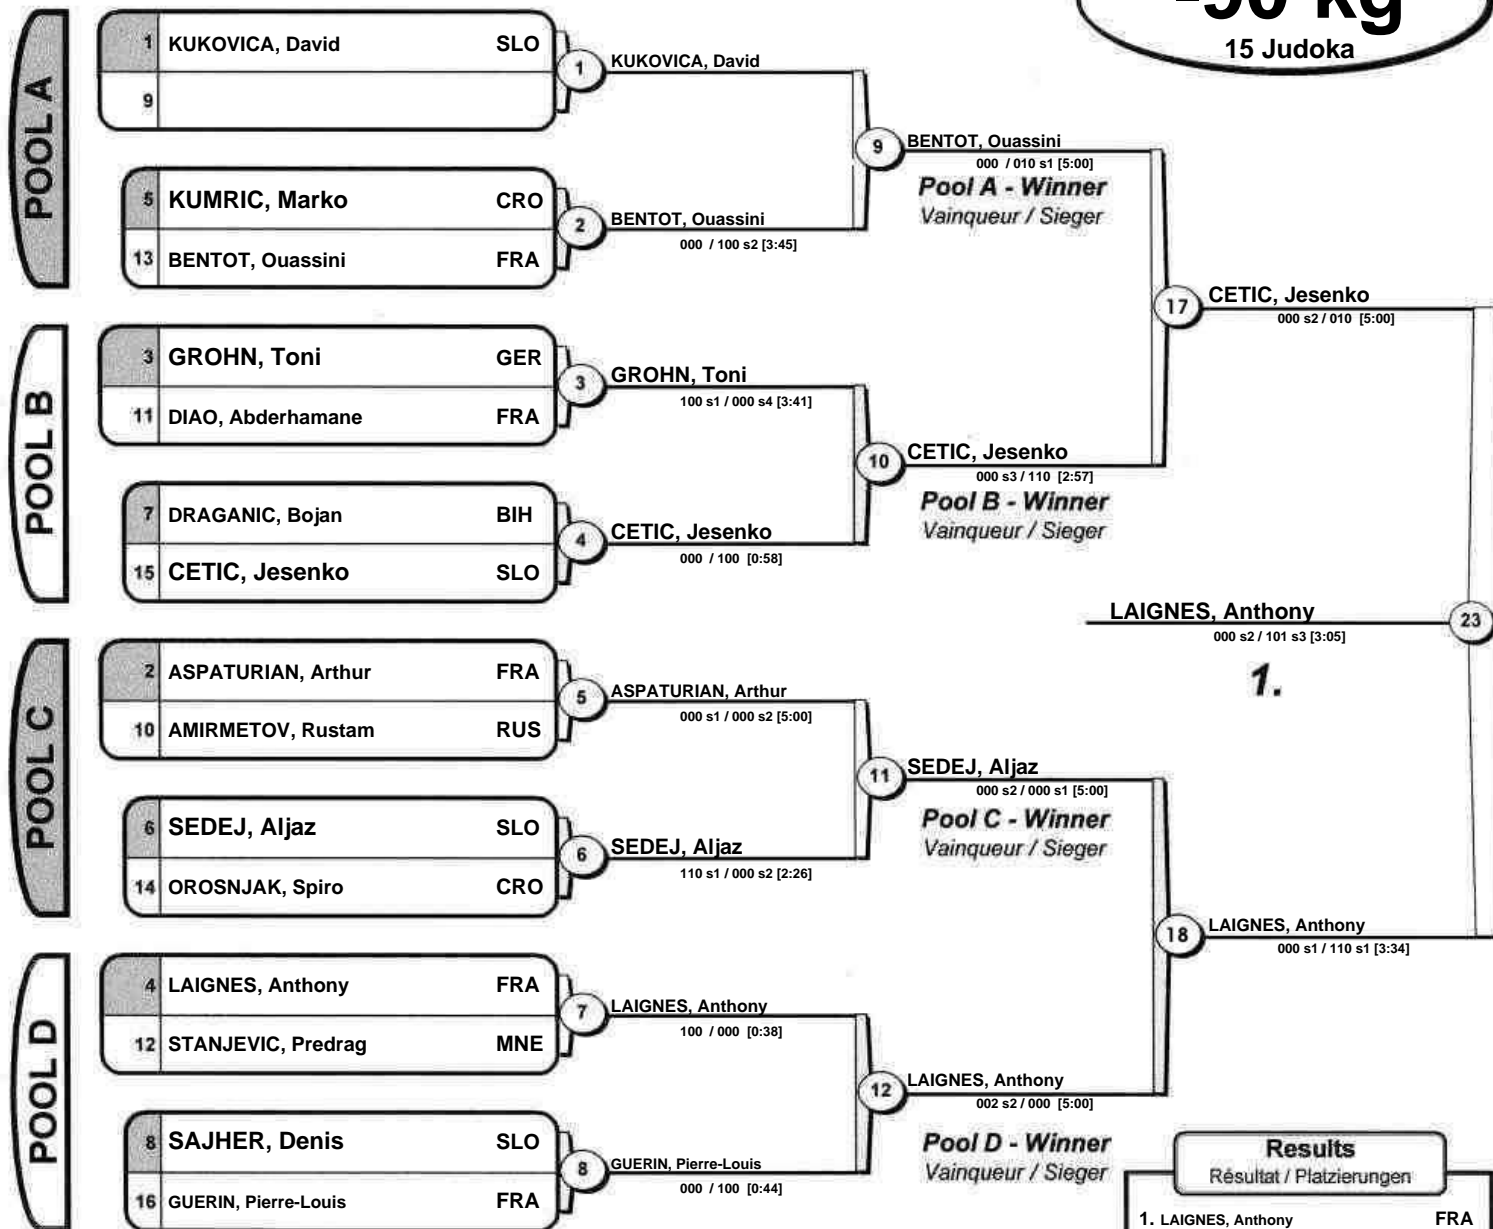 -90 kg
15 Judoka
POOL A
1 KUKOVICA, David SLO
9
1 KUKOVICA, David
5 KUMRIC, Marko CRO
13 BENTOT, Ouassini FRA
2 BENTOT, Ouassini
000 / 100 s2 [3:45]
9 BENTOT, Ouassini
000 / 010 s1 [5:00]
Pool A - Winner
Vainqueur / Sieger
POOL B
3 GROHN, Toni GER
11 DIAO, Abderhamane FRA
3 GROHN, Toni
100 s1 / 000 s4 [3:41]
7 DRAGANIC, Bojan BIH
15 CETIC, Jesenko SLO
4 CETIC, Jesenko
000 / 100 [0:58]
10 CETIC, Jesenko
000 s3 / 110 [2:57]
Pool B - Winner
Vainqueur / Sieger
17 CETIC, Jesenko
000 s2 / 010 [5:00]
LAIGNES, Anthony 23
000 s2 / 101 s3 [3:05]
1.
POOL C
2 ASPATURIAN, Arthur FRA
10 AMIRMETOV, Rustam RUS
5 ASPATURIAN, Arthur
000 s1 / 000 s2 [5:00]
6 SEDEJ, Aljaz SLO
14 OROSNJAK, Spiro CRO
6 SEDEJ, Aljaz
110 s1 / 000 s2 [2:26]
11 SEDEJ, Aljaz
000 s2 / 000 s1 [5:00]
Pool C - Winner
Vainqueur / Sieger
18 LAIGNES, Anthony
000 s1 / 110 s1 [3:34]
POOL D
4 LAIGNES, Anthony FRA
12 STANJEVIC, Predrag MNE
7 LAIGNES, Anthony
100 / 000 [0:38]
8 SAJHER, Denis SLO
16 GUERIN, Pierre-Louis FRA
8 GUERIN, Pierre-Louis
000 / 100 [0:44]
12 LAIGNES, Anthony
002 s2 / 000 [5:00]
Pool D - Winner
Vainqueur / Sieger
Results
Résultat / Platzierungen
1. LAIGNES, Anthony FRA